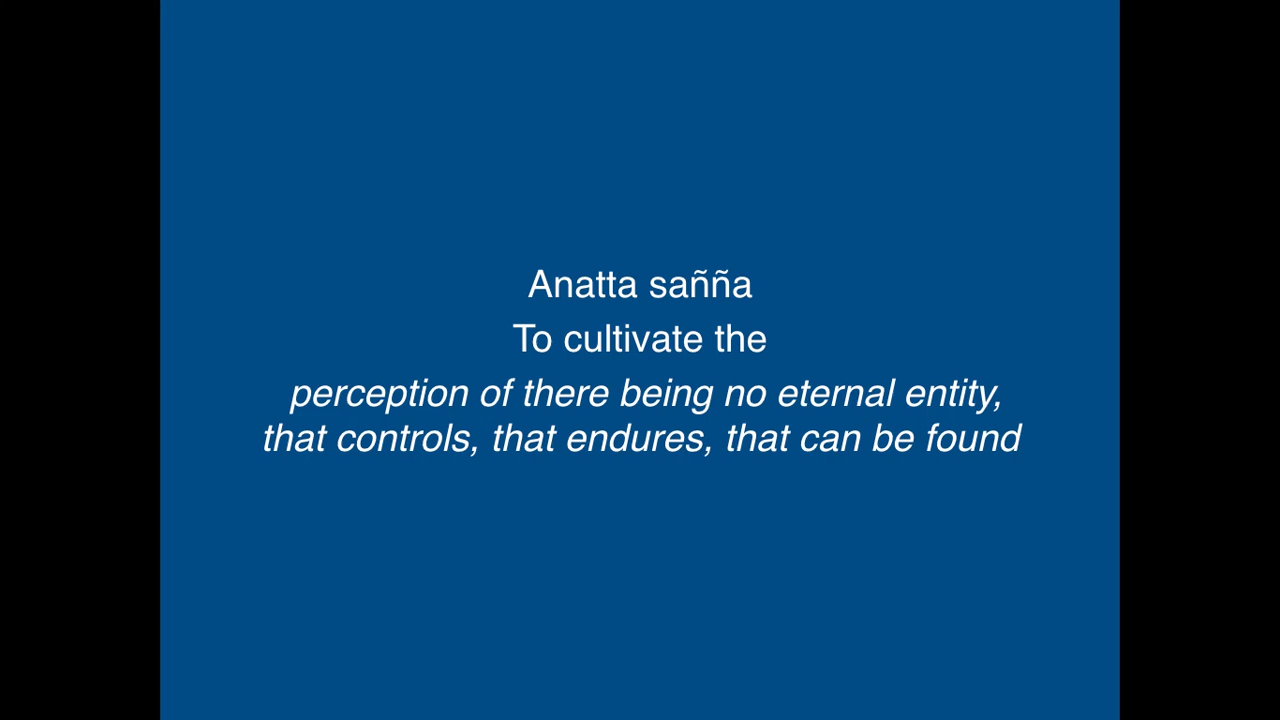 Anatta sañña
To cultivate the
perception of there being no eternal entity,
that controls, that endures, that can be found